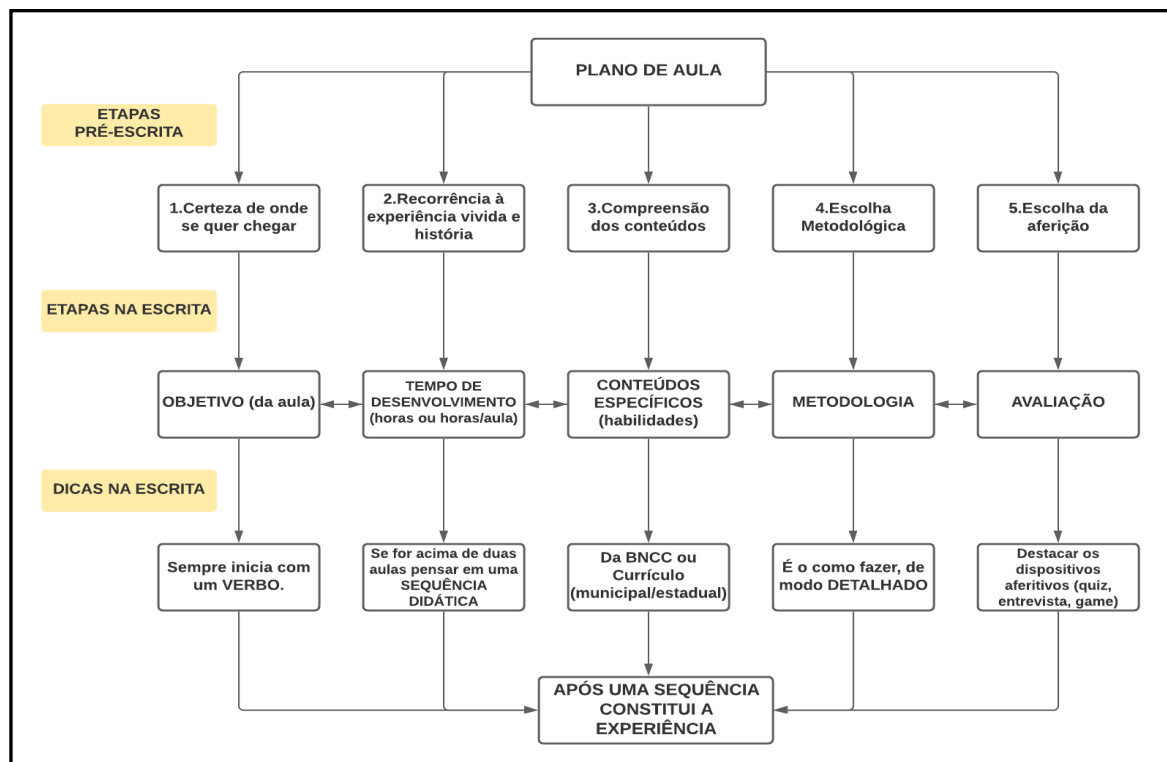 PLANO DE AULA
ETAPAS
PRÉ-ESCRITA
1.Certeza de onde
se quer chegar
2.Recorrência à
experiência vivida e
história
3.Compreensão
dos conteúdos
4.Escolha
Metodológica
5.Escolha da
aferição
ETAPAS NA ESCRITA
OBJETIVO (da aula)
TEMPO DE
DESENVOLVIMENTO
(horas ou horas/aula)
CONTEÚDOS
ESPECÍFICOS
(habilidades)
METODOLOGIA
AVALIAÇÃO
DICAS NA ESCRITA
Sempre inicia com
um VERBO.
Se for acima de duas
aulas pensar em uma
SEQUÊNCIA
DIDÁTICA
Da BNCC ou
Currículo
(municipal/estadual)
É o como fazer, de
modo DETALHADO
Destacar os
dispositivos
aferitivos (quiz,
entrevista, game)
APÓS UMA SEQUÊNCIA
CONSTITUI A
EXPERIÊNCIA